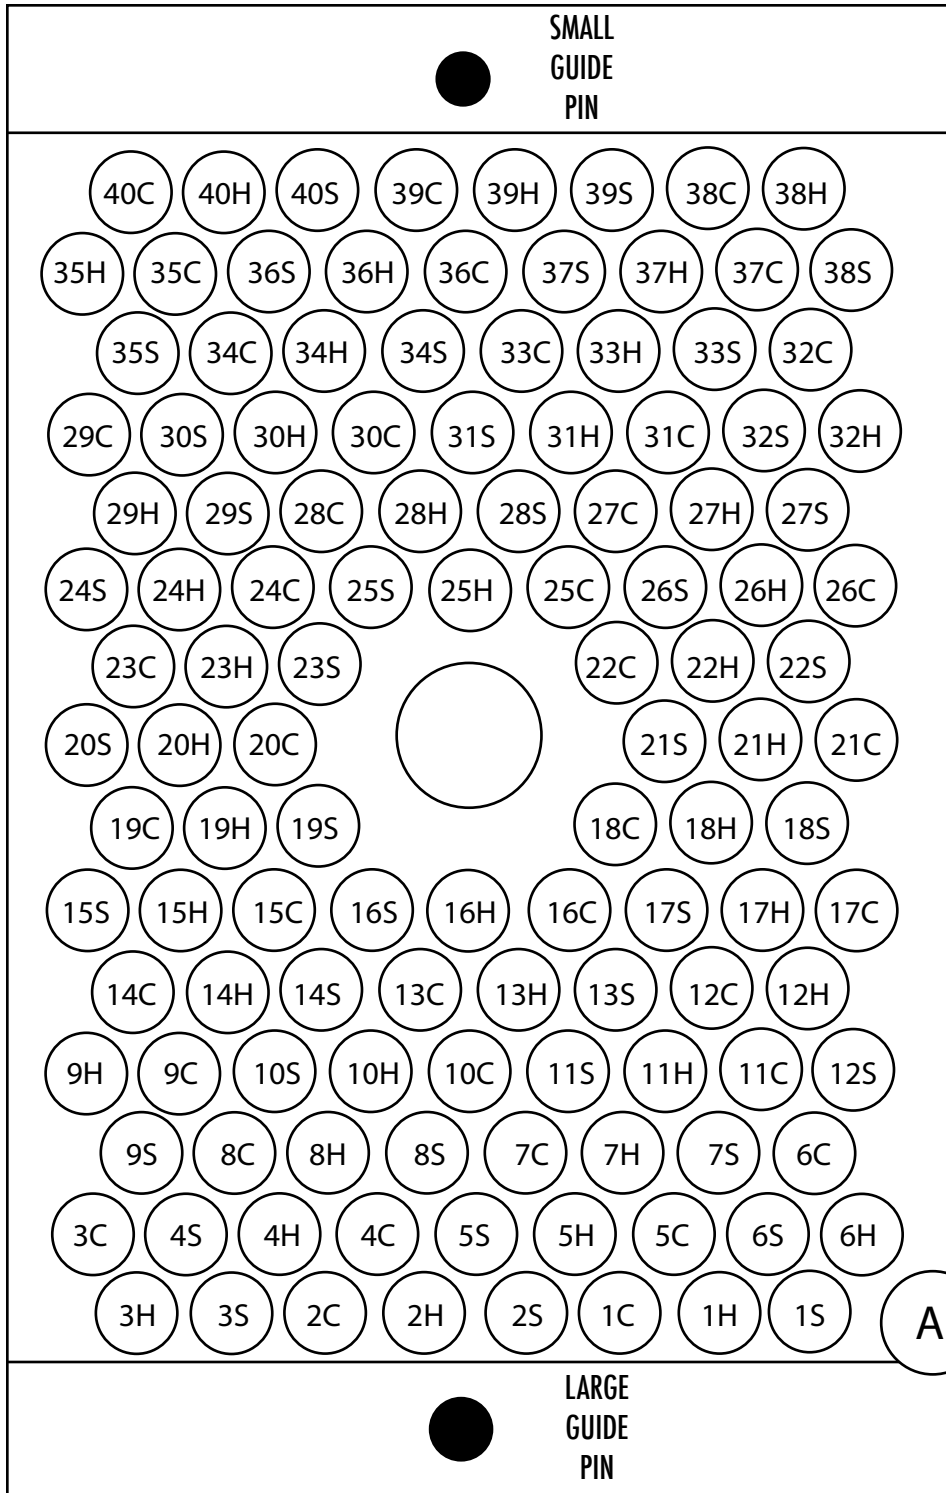 SMALL
GUIDE
PIN
40C 40H 40S 39C 39H 39S 38C 38H
35H 35C 36S 36H 36C 37S 37H 37C 38S
35S 34C 34H 34S 33C 33H 33S 32C
29C 30S 30H 30C 31S 31H 31C 32S 32H
29H 29S 28C 28H 28S 27C 27H 27S
24S 24H 24C 25S 25H 25C 26S 26H 26C
23C 23H 23S 22C 22H 22S
20S 20H 20C 21S 21H 21C
19C 19H 19S 18C 18H 18S
15S 15H 15C 16S 16H 16C 17S 17H 17C
14C 14H 14S 13C 13H 13S 12C 12H
9H 9C 10S 10H 10C 11S 11H 11C 12S
9S 8C 8H 8S 7C 7H 7S 6C
3C 4S 4H 4C 5S 5H 5C 6S 6H
3H 3S 2C 2H 2S 1C 1H 1S A
LARGE
GUIDE
PIN